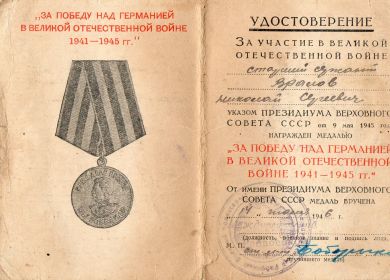 „ЗА ПОБЕДУ НАД ГЕРМАНИЕЙ
В ВЕЛИКОЙ ОТЕЧЕСТВЕННОЙ ВОЙНЕ
1941—1945 гг."
УДОСТОВЕРЕНИЕ
ЗА УЧАСТИЕ В ВЕЛИКОЙ
ОТЕЧЕСТВЕННОЙ ВОЙНЕ
старший сержант
Николай
УКАЗОМ ПРЕЗИДИУМА ВЕРХОВНОГО
СОВЕТА СССР от 9 мая 1945 года
НАГРАЖДЕН МЕДАЛЬЮ
„ЗА ПОБЕДУ НАД ГЕРМАНИЕЙ
В ВЕЛИКОЙ ОТЕЧЕСТВЕННОЙ
ВОЙНЕ 1941—1945 гг."
От имени ПРЕЗИДИУМА ВЕРХОВНОГО
СОВЕТА СССР МЕДАЛЬ ВРУЧЕНА
1946 г.
М. П.